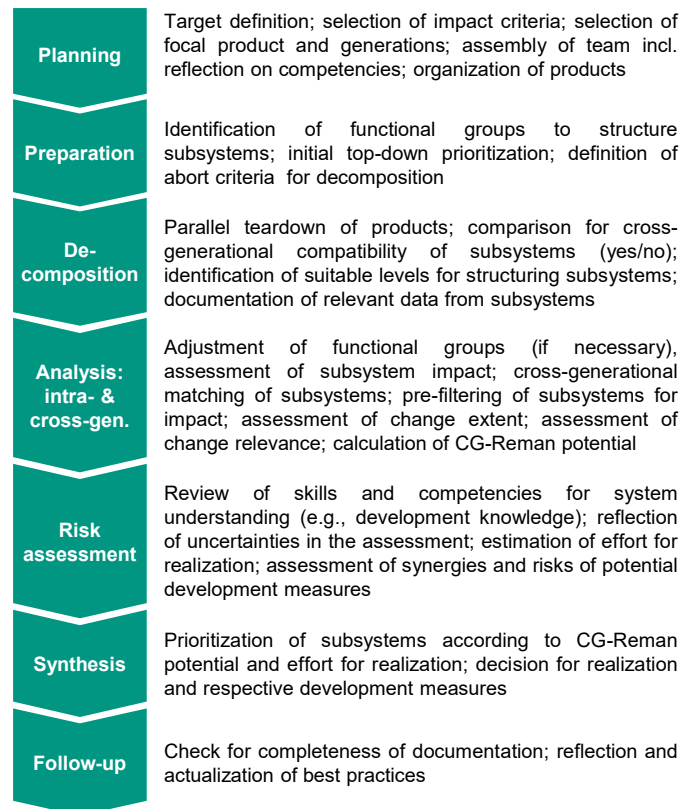 Planning
Target definition; selection of impact criteria; selection of
focal product and generations; assembly of team incl.
reflection on competencies; organization of products
Preparation
Identification of functional groups to structure
subsystems; initial top-down prioritization; definition of
abort criteria for decomposition
De-
composition
Parallel teardown of products; comparison for cross-
generational compatibility of subsystems (yes/no);
identification of suitable levels for structuring subsystems;
documentation of relevant data from subsystems
Analysis:
intra- &
cross-gen.
Adjustment of functional groups (if necessary),
assessment of subsystem impact; cross-generational
matching of subsystems; pre-filtering of subsystems for
impact; assessment of change extent; assessment of
change relevance; calculation of CG-Reman potential
Risk
assessment
Review of skills and competencies for system
understanding (e.g., development knowledge); reflection
of uncertainties in the assessment; estimation of effort for
realization; assessment of synergies and risks of potential
development measures
Synthesis
Prioritization of subsystems according to CG-Reman
potential and effort for realization; decision for realization
and respective development measures
Follow-up
Check for completeness of documentation; reflection and
actualization of best practices